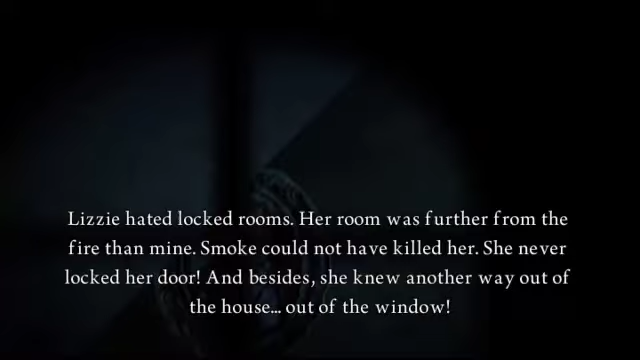 Lizzie hated locked rooms. Her room was further from the
fire than mine. Smoke could not have killed her. She never
locked her door! And besides, she knew another way out of
the house... out of the window!